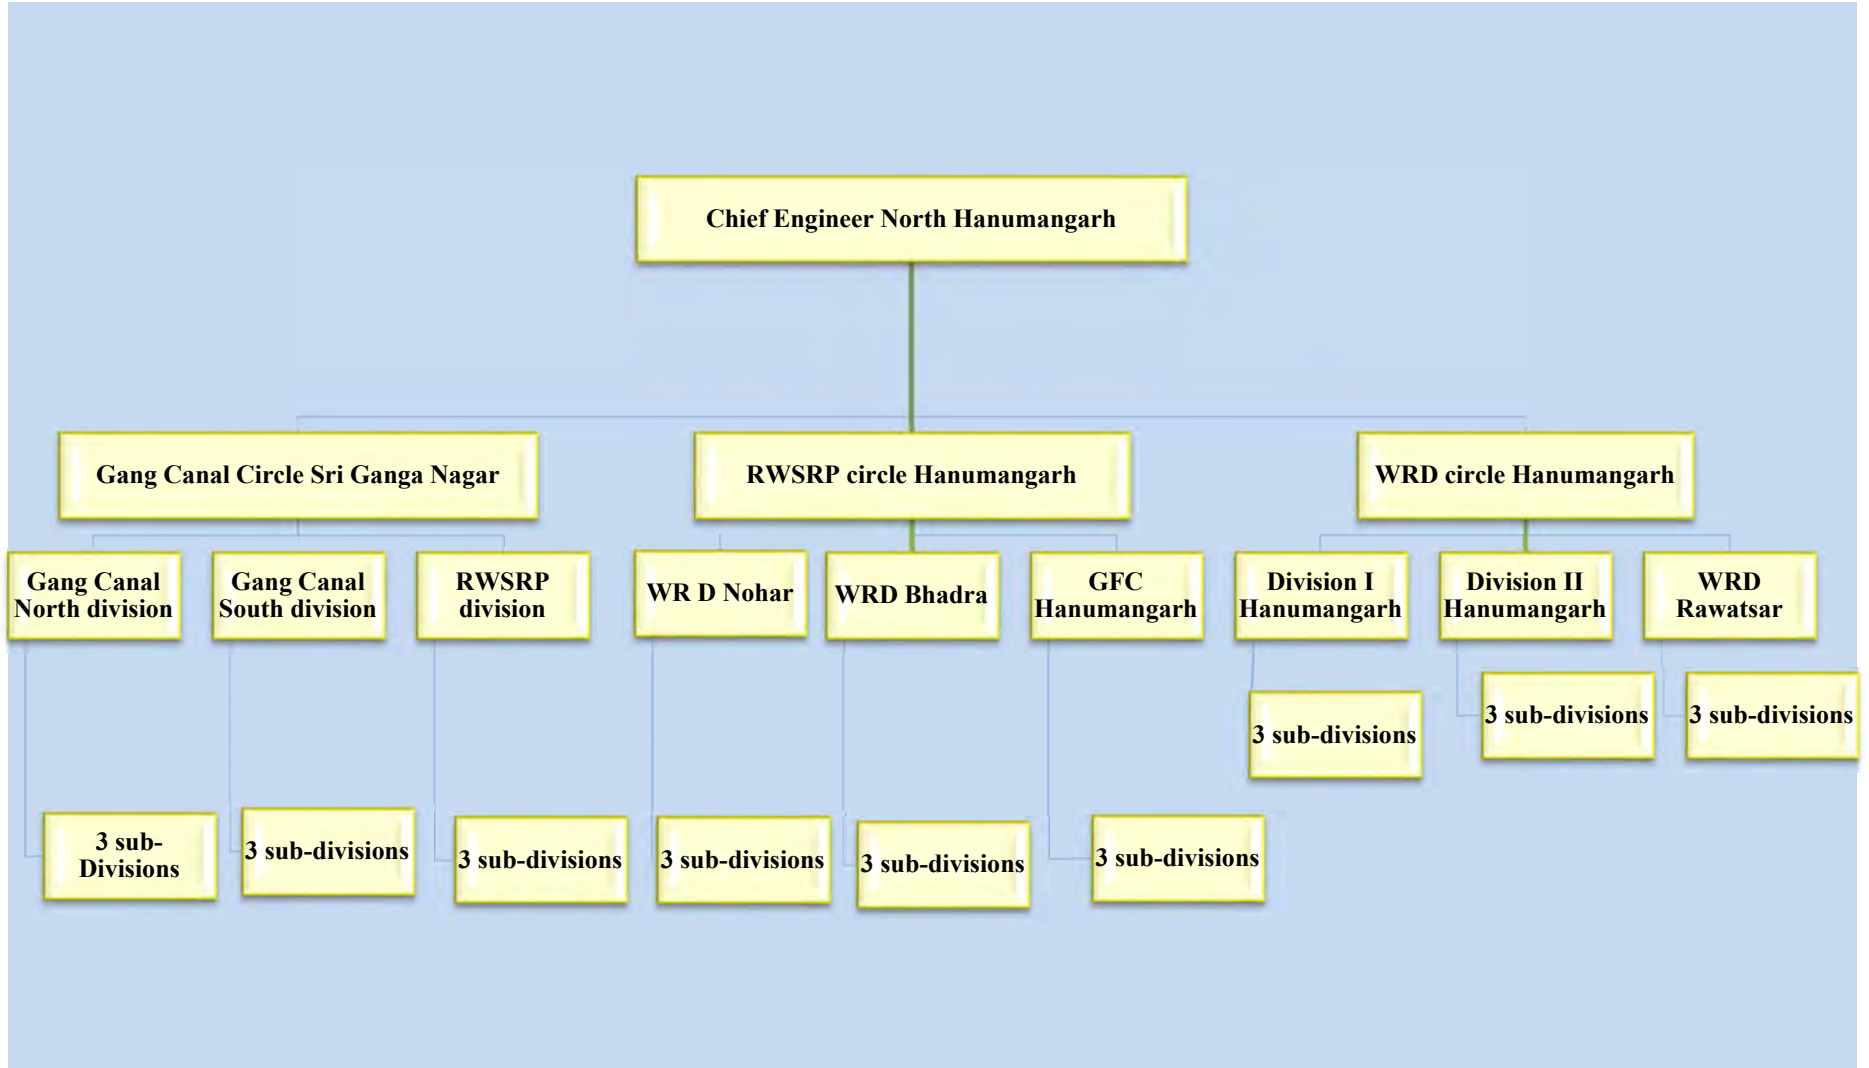 Chief Engineer North Hanumangarh
Gang Canal Circle Sri Ganga Nagar
RWSRP circle Hanumangarh
WRD circle Hanumangarh
Gang Canal
North division
Gang Canal
South division
RWSRP
division
WR D Nohar
WRD Bhadra
GFC
Hanumangarh
Division I
Hanumangarh
Division II
Hanumangarh
WRD
Rawatsar
3 sub-divisions
3 sub-divisions
3 sub-divisions
3 sub-
Divisions
3 sub-divisions
3 sub-divisions
3 sub-divisions
3 sub-divisions
3 sub-divisions